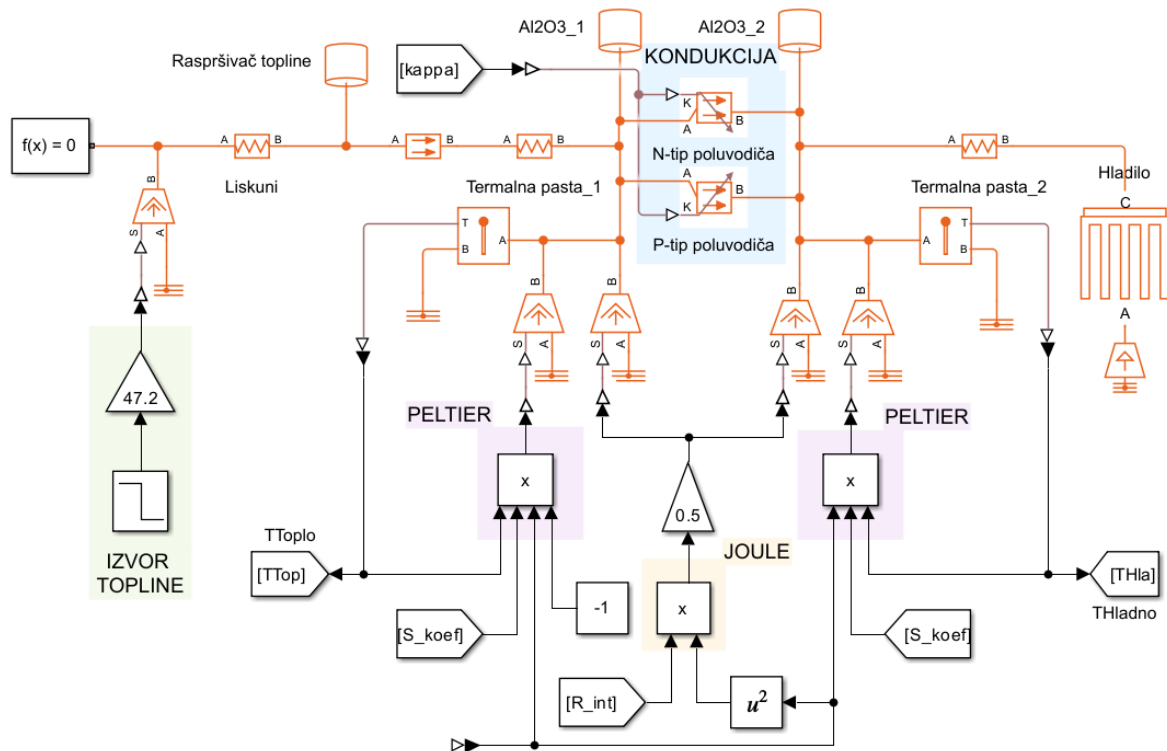 Al2O3_1
Al2O3_2
Raspršivač topline
[kappa]
KONDUKCIJA
K
A
B
N-tip poluvodiča
A
K
B
P-tip poluvodiča
f(x) = 0
A
B
Liskuni
A
B
A
B
Termalna pasta_1
A
B
Termalna pasta_2
Hladilo
C
A
B
S
A
T
B
A
A
T
B
B
S
A
B
S
A
B
S
A
B
S
A
47.2
IZVOR
TOPLINE
PELTIER
x
PELTIER
x
0.5
JOULE
x
TToplo
[TTop]
[THla]
THladno
-1
[S_koef]
[S_koef]
[R_int]
u²